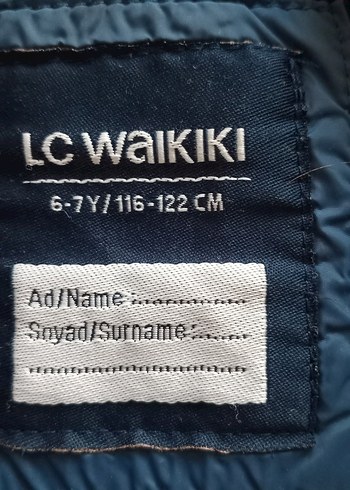 LC WAIKIKI
6-7Y/116-122 CM
Ad/Name:....................
Soyad/Surname:..........
........................................